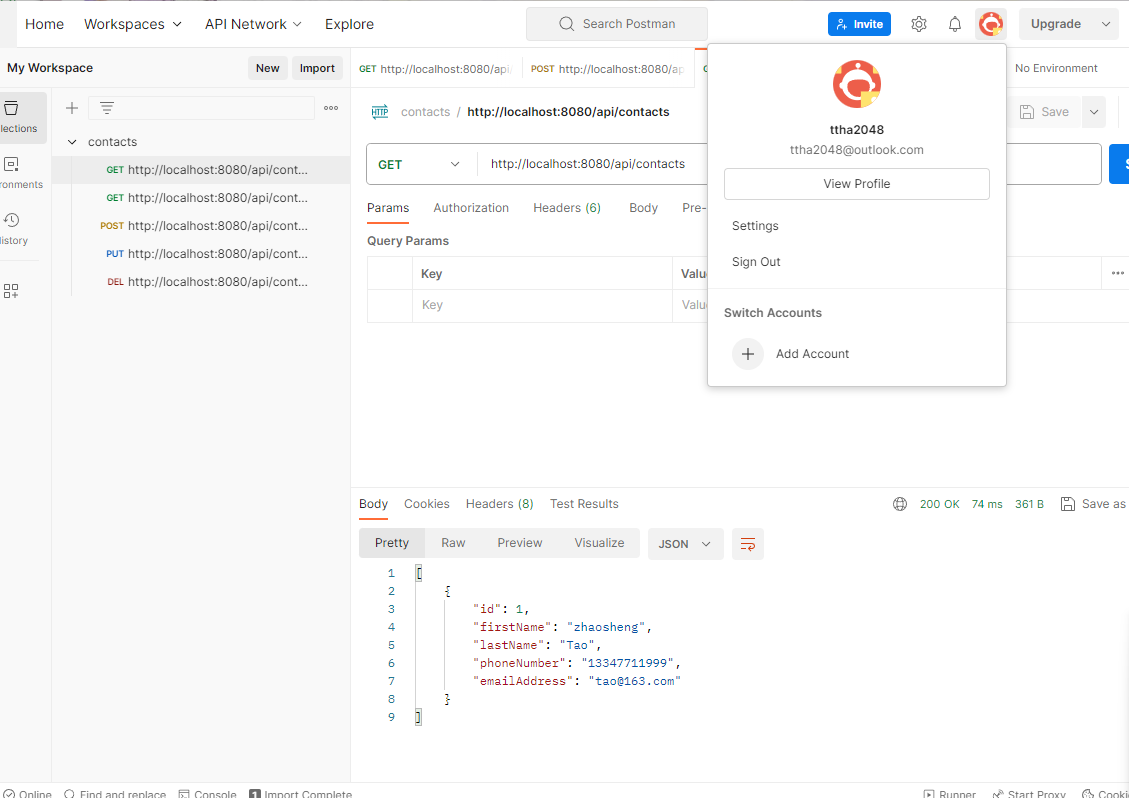 Home Workspaces API Network Explore Search Postman Invite Upgrade
My Workspace New Import GET http://localhost:8080/api/ POST http://localhost:8080/ap No Environment
lections
ronments
listory
contacts
GET http://localhost:8080/api/cont...
GET http://localhost:8080/api/cont...
POST http://localhost:8080/api/cont...
PUT http://localhost:8080/api/cont...
DEL http://localhost:8080/api/cont...
HTTP contacts / http://localhost:8080/api/contacts Save
GET http://localhost:8080/api/contacts
Params Authorization Headers (6) Body Pre-
Query Params
Key Valu
Key Valu
ttha2048
ttha2048@outlook.com
View Profile
Settings
Sign Out
Switch Accounts
Add Account
Body Cookies Headers (8) Test Results 200 OK 74 ms 361 B Save as
Pretty Raw Preview Visualize JSON
1 [
2 {
3 "id": 1,
4 "firstName": "zhaosheng",
5 "lastName": "Tao",
6 "phoneNumber": "13347711999",
7 "emailAddress": "tao@163.com"
8 }
9 ]
Online Find and replace Console 1 Import Complete Runner Start Proxy Cooki